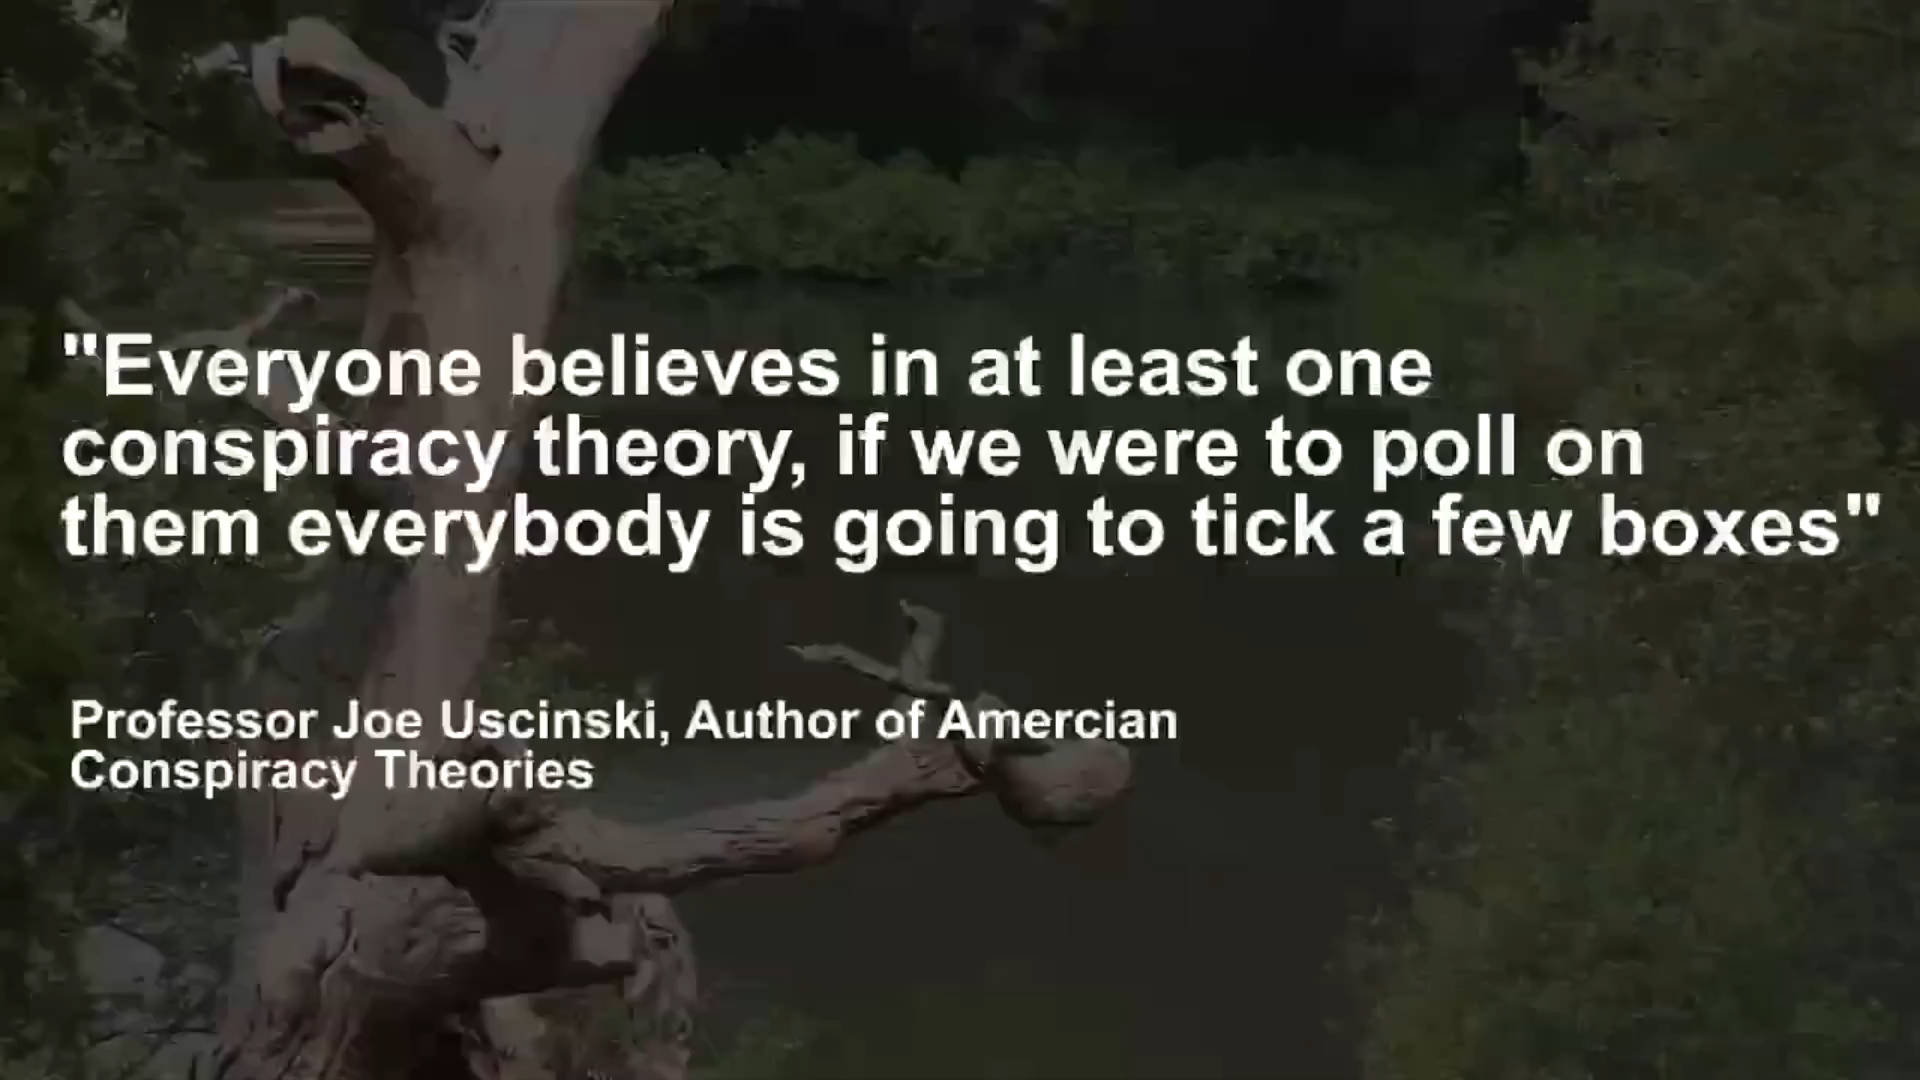 "Everyone believes in at least one
conspiracy theory, if we were to poll on
them everybody is going to tick a few boxes"
Professor Joe Uscinski, Author of Amercian
Conspiracy Theories